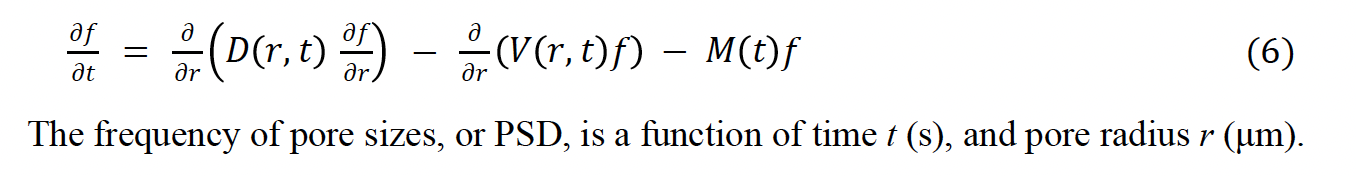 ∂f/∂t = ∂/∂r (D(r, t) ∂f/∂r) − ∂/∂r (V(r, t)f) − M(t)f (6)
The frequency of pore sizes, or PSD, is a function of time t (s), and pore radius r (μm).